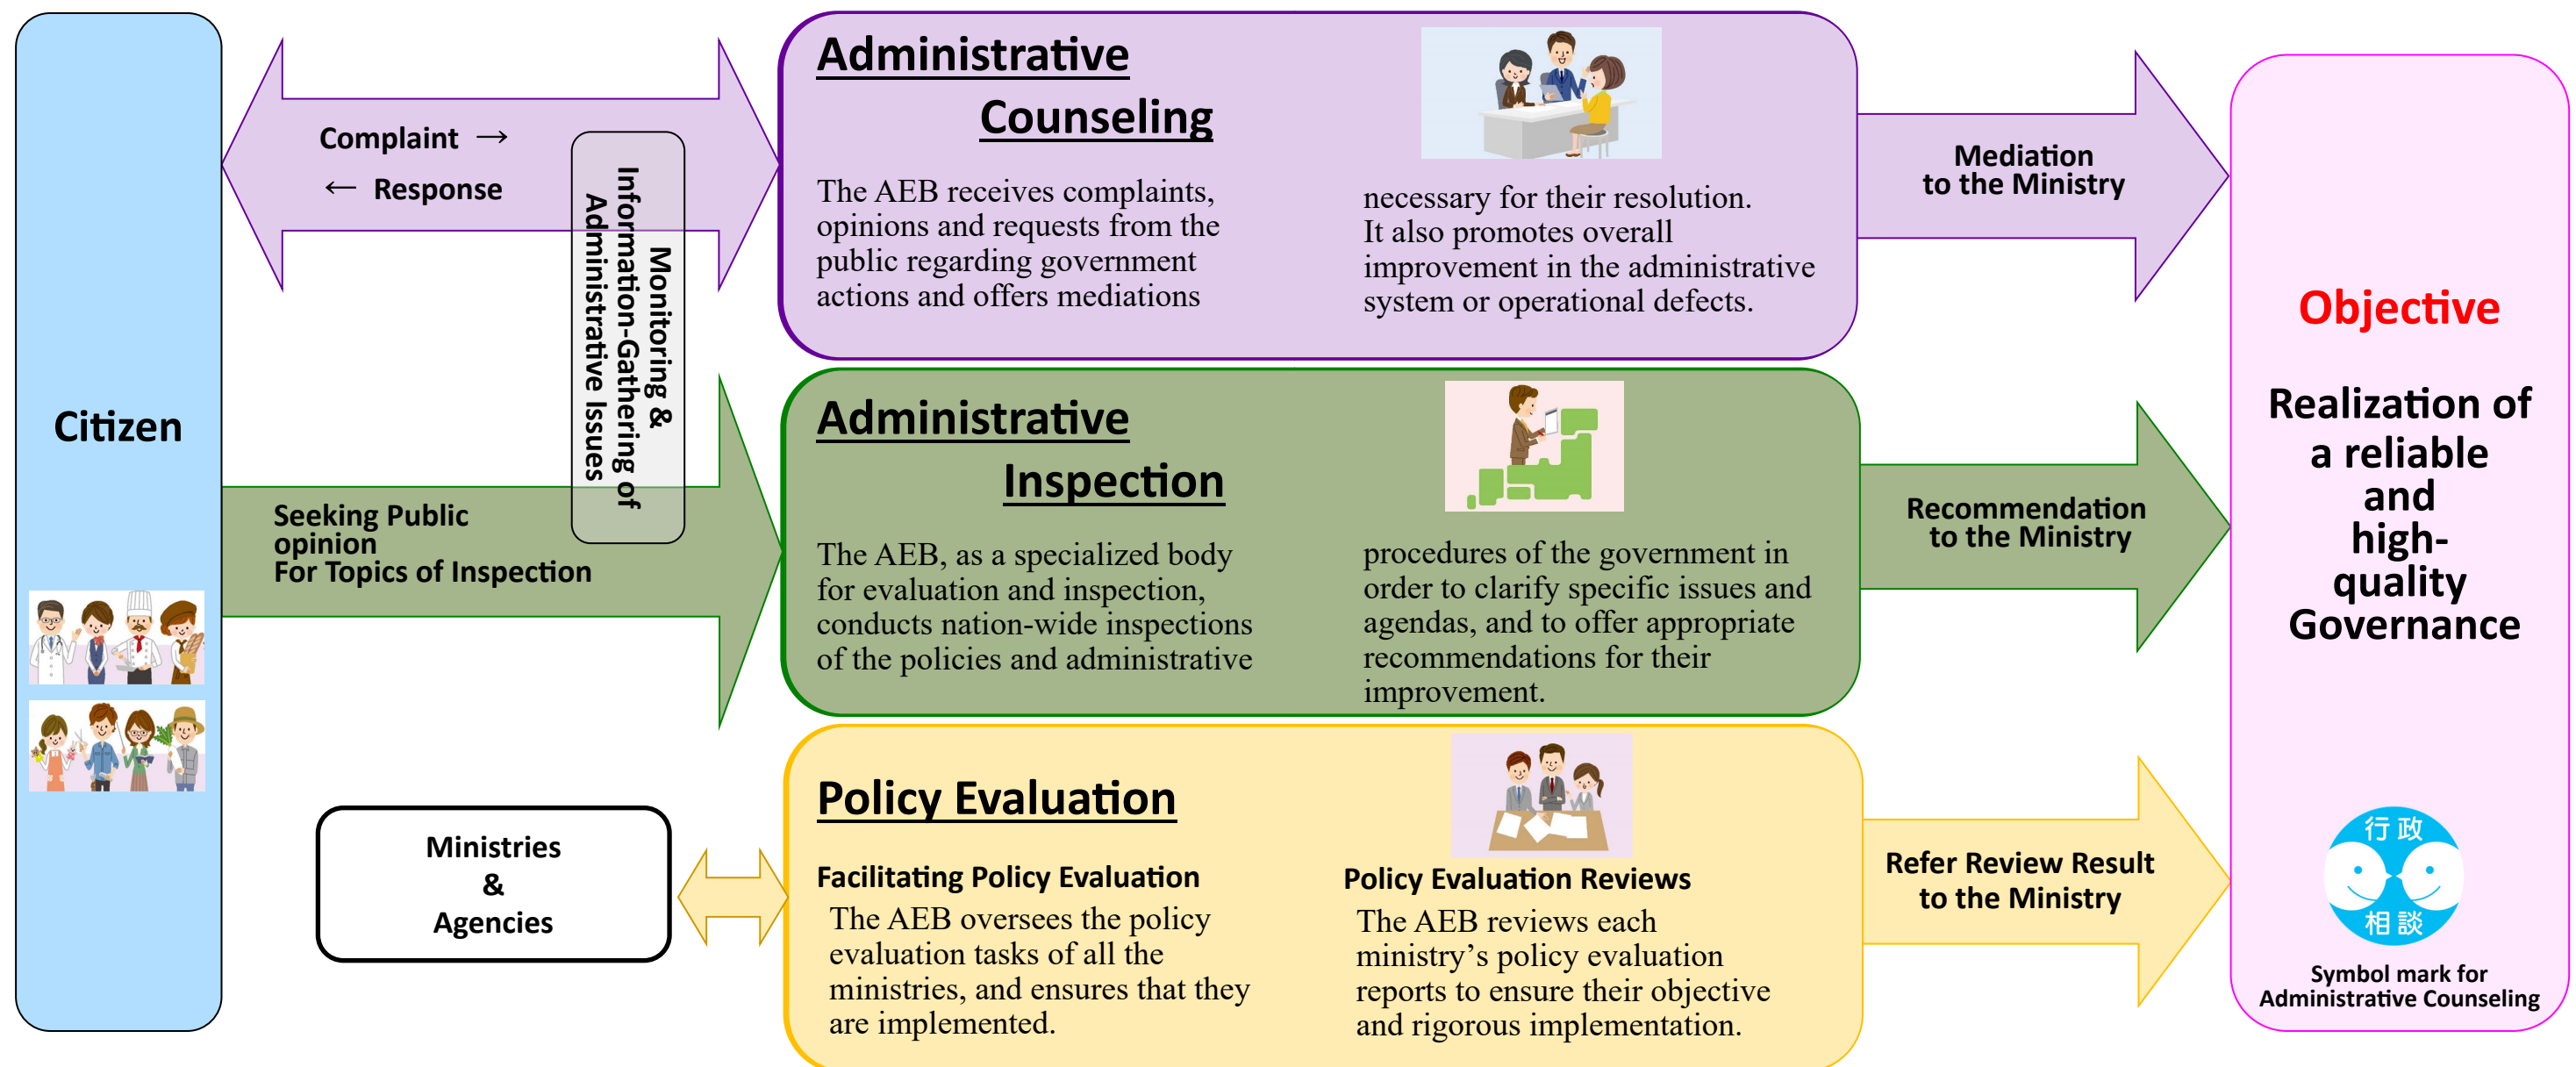 Citizen
Complaint →
← Response
Monitoring &
Information-Gathering of
Administrative Issues
Seeking Public
opinion
For Topics of Inspection
Ministries
&
Agencies
Administrative
Counseling
The AEB receives complaints,
opinions and requests from the
public regarding government
actions and offers mediations
necessary for their resolution.
It also promotes overall
improvement in the administrative
system or operational defects.
Mediation
to the Ministry
Administrative
Inspection
The AEB, as a specialized body
for evaluation and inspection,
conducts nation-wide inspections
of the policies and administrative
procedures of the government in
order to clarify specific issues and
agendas, and to offer appropriate
recommendations for their
improvement.
Recommendation
to the Ministry
Policy Evaluation
Facilitating Policy Evaluation
The AEB oversees the policy
evaluation tasks of all the
ministries, and ensures that they
are implemented.
Policy Evaluation Reviews
The AEB reviews each
ministry’s policy evaluation
reports to ensure their objective
and rigorous implementation.
Refer Review Result
to the Ministry
Objective
Realization of
a reliable
and
high-
quality
Governance
行政
相談
Symbol mark for
Administrative Counseling